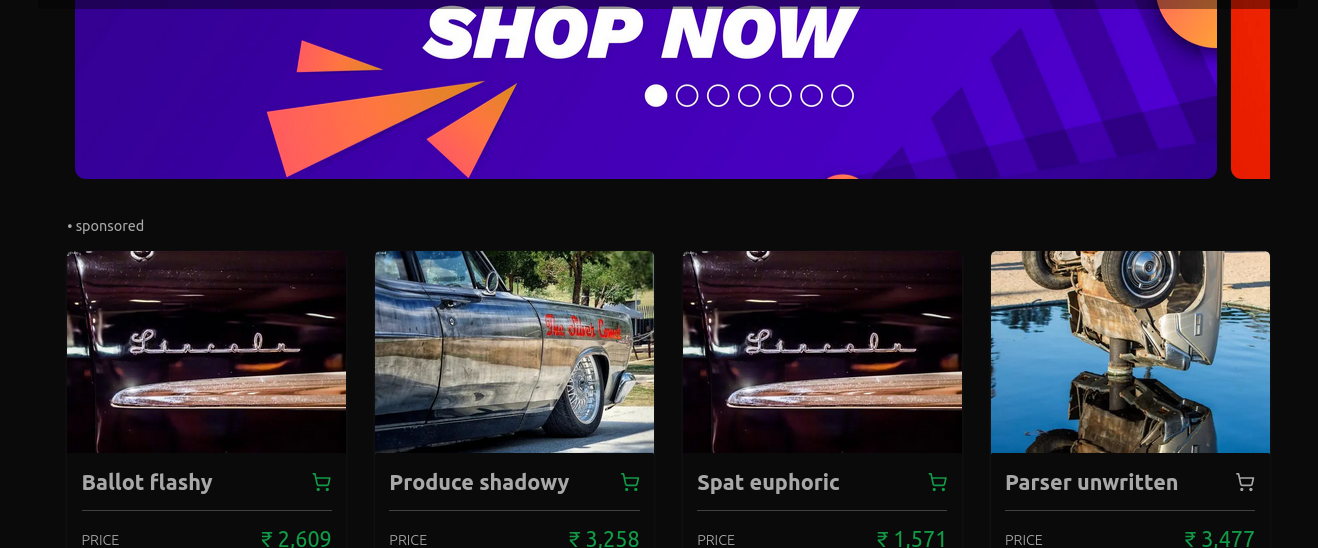 SHOP NOW
• sponsored
Lincoln
The Silver Comet
Lincoln
Ballot flashy
Produce shadowy
Spat euphoric
Parser unwritten
PRICE ₹ 2,609
PRICE ₹ 3,258
PRICE ₹ 1,571
PRICE ₹ 3,477